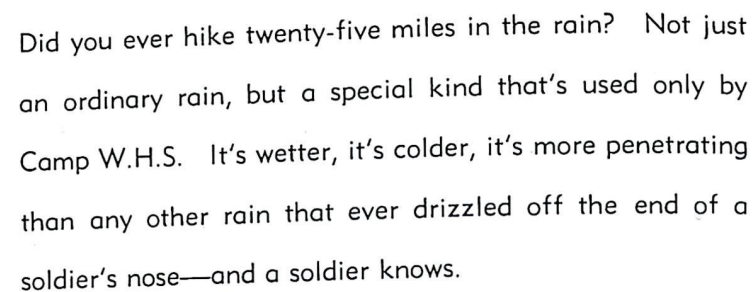 Did you ever hike twenty-five miles in the rain? Not just
an ordinary rain, but a special kind that's used only by
Camp W.H.S. It's wetter, it's colder, it's more penetrating
than any other rain that ever drizzled off the end of a
soldier's nose—and a soldier knows.